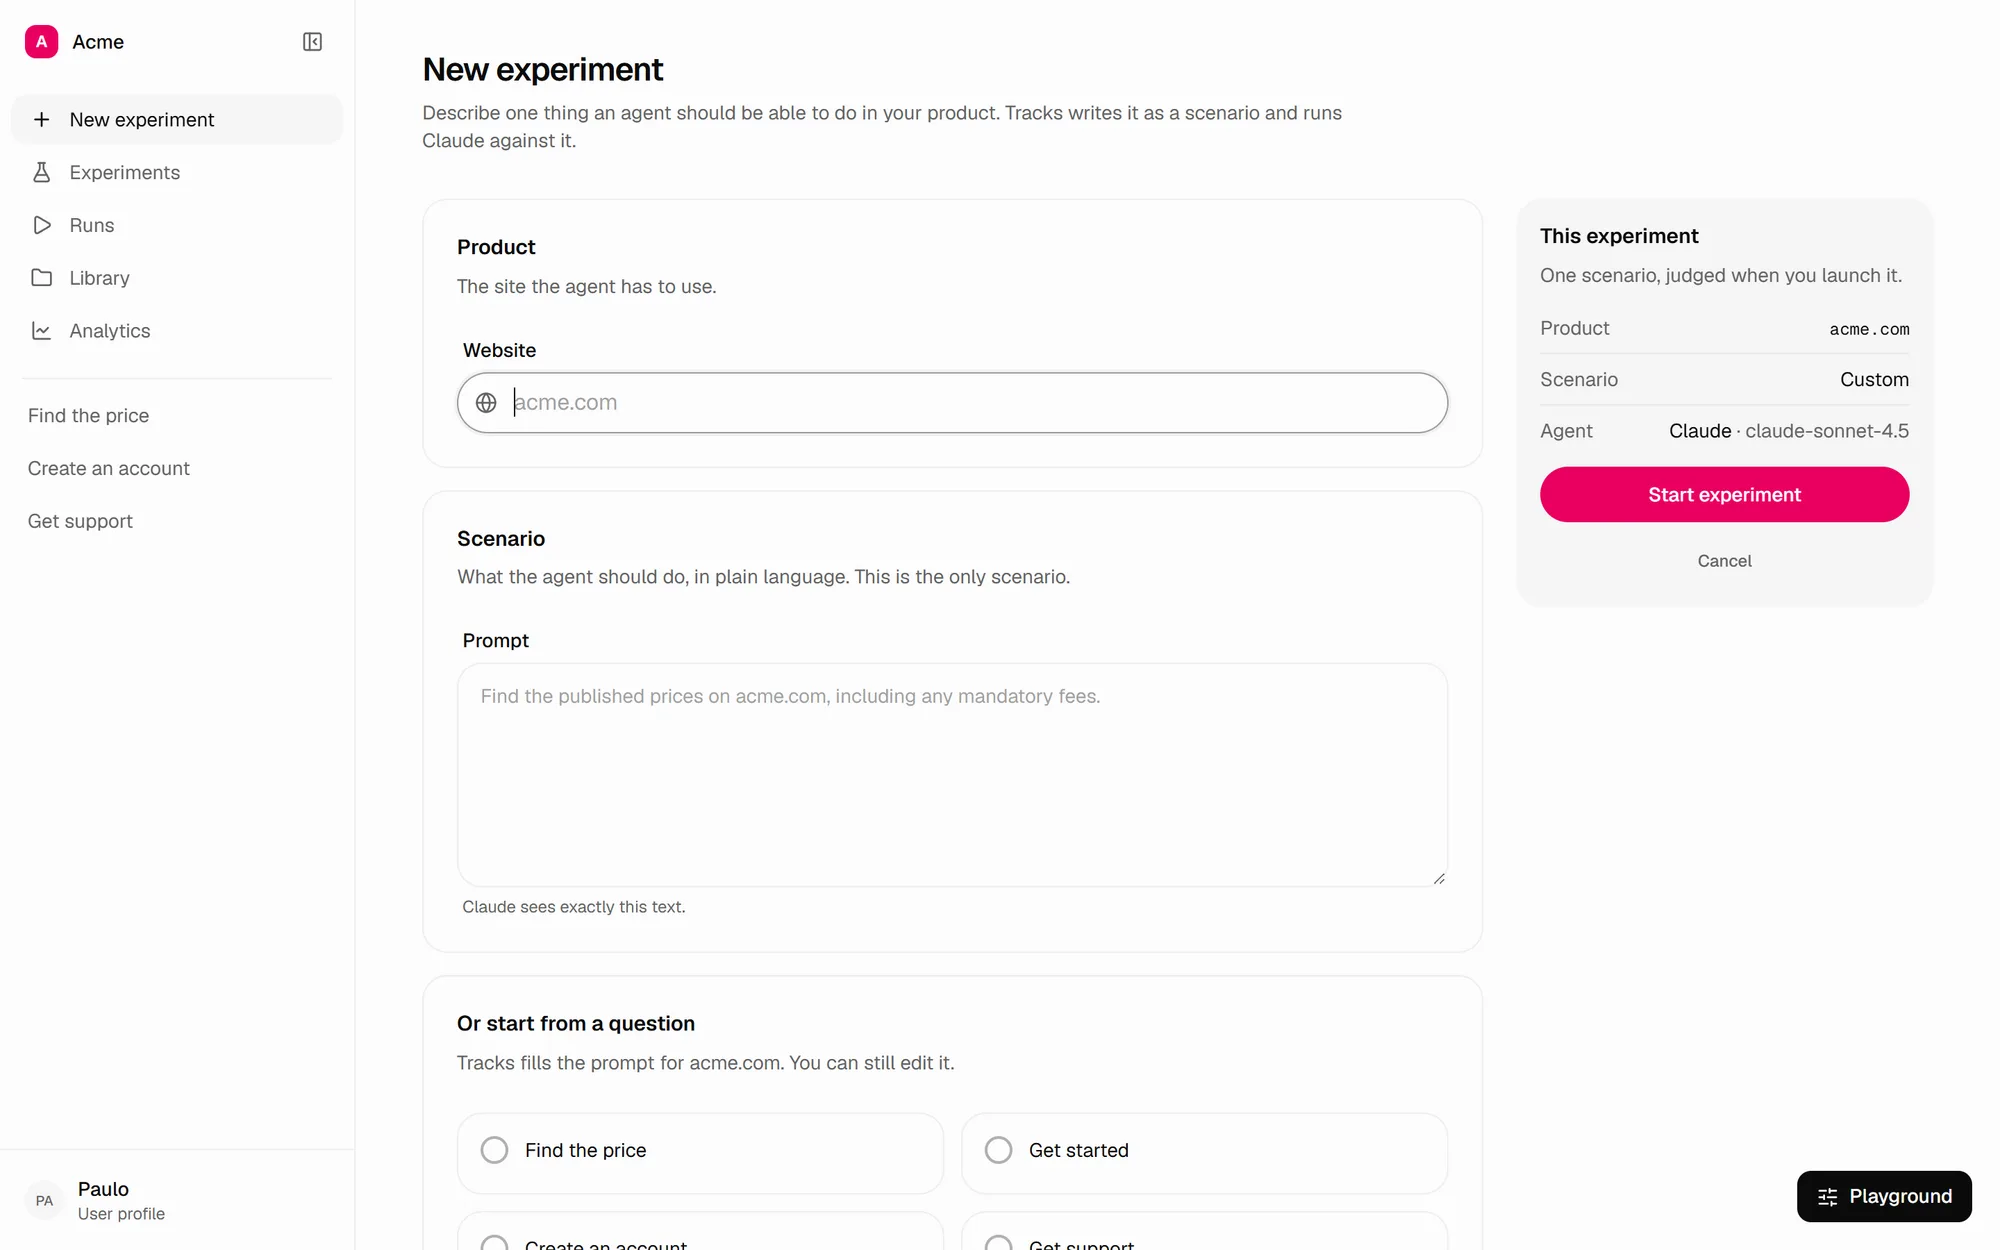 A Acme
New experiment
Experiments
Runs
Library
Analytics
Find the price
Create an account
Get support
PA
Paulo
User profile
New experiment
Describe one thing an agent should be able to do in your product. Tracks writes it as a scenario and runs
Claude against it.
Product
The site the agent has to use.
Website
acme.com
Scenario
What the agent should do, in plain language. This is the only scenario.
Prompt
Find the published prices on acme.com, including any mandatory fees.
Claude sees exactly this text.
Or start from a question
Tracks fills the prompt for acme.com. You can still edit it.
Find the price
Get started
Create an account
Get support
This experiment
One scenario, judged when you launch it.
Product acme.com
Scenario Custom
Agent Claude · claude-sonnet-4.5
Start experiment
Cancel
Playground